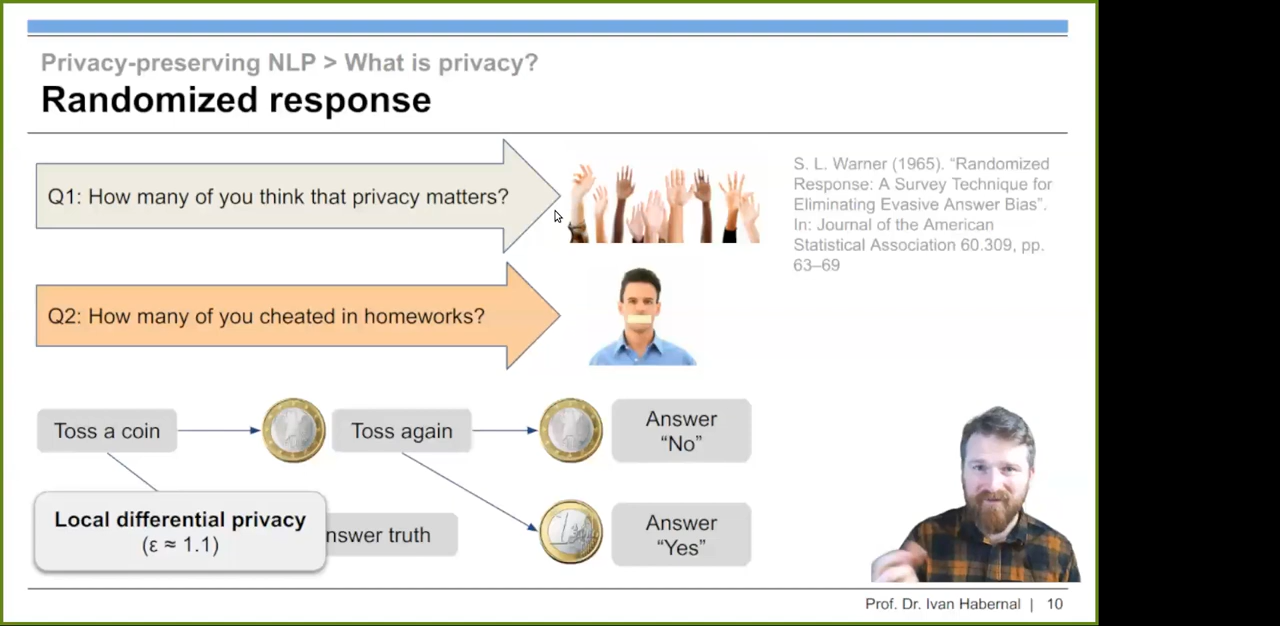 Privacy-preserving NLP > What is privacy?
Randomized response
Q1: How many of you think that privacy matters?
S. L. Warner (1965). “Randomized
Response: A Survey Technique for
Eliminating Evasive Answer Bias”.
In: Journal of the American
Statistical Association 60.309, pp.
63–69
Q2: How many of you cheated in homeworks?
Toss a coin
Toss again
Answer
“No”
Local differential privacy
(ε ≈ 1.1)
nswer truth
1
Answer
“Yes”
Prof. Dr. Ivan Habernal | 10